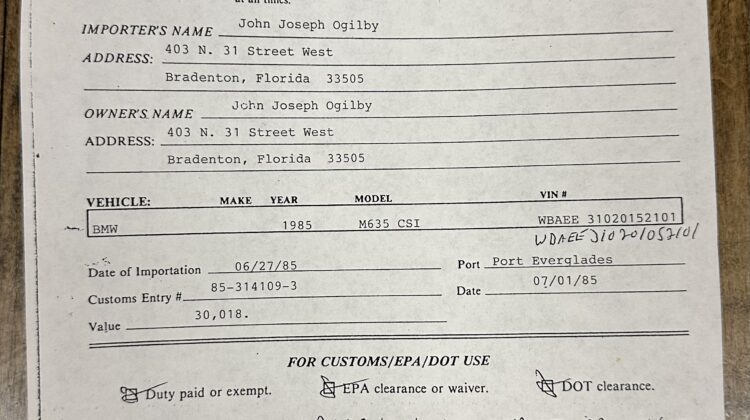 at all times.
IMPORTER'S NAME John Joseph Ogilby
ADDRESS: 403 N. 31 Street West
Bradenton, Florida 33505
OWNER'S NAME John Joseph Ogilby
ADDRESS: 403 N. 31 Street West
Bradenton, Florida 33505
VEHICLE: MAKE YEAR MODEL VIN #
BMW 1985 M635 CSI WBAEE 31020152101
Date of Importation 06/27/85 Port Port Everglades
Customs Entry # 85-314109-3 Date 07/01/85
Value 30,018.
FOR CUSTOMS/EPA/DOT USE
Duty paid or exempt. EPA clearance or waiver. DOT clearance.